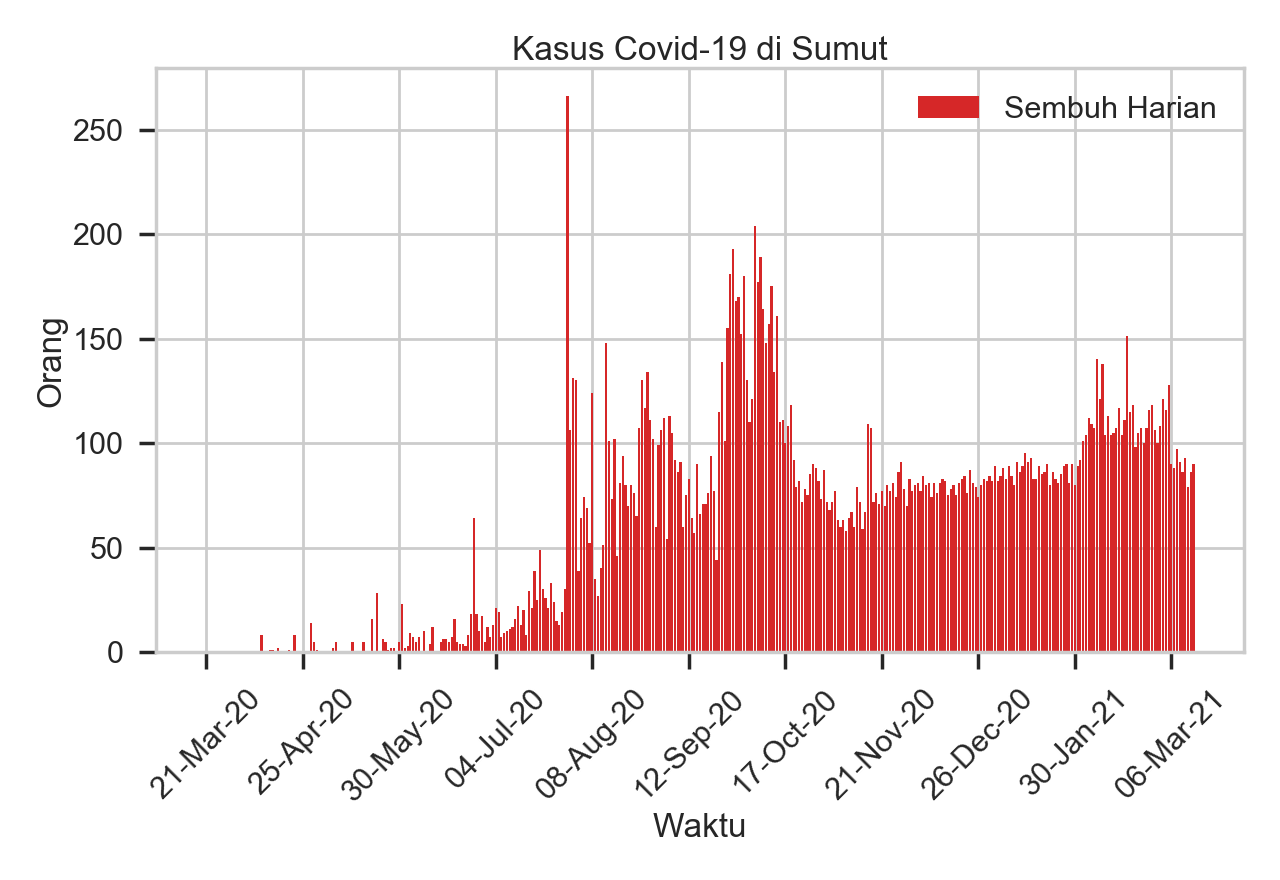 Kasus Covid-19 di Sumut
Sembuh Harian
Orang
250
200
150
100
50
0
21-Mar-20
25-Apr-20
30-May-20
04-Jul-20
08-Aug-20
12-Sep-20
17-Oct-20
21-Nov-20
26-Dec-20
30-Jan-21
06-Mar-21
Waktu